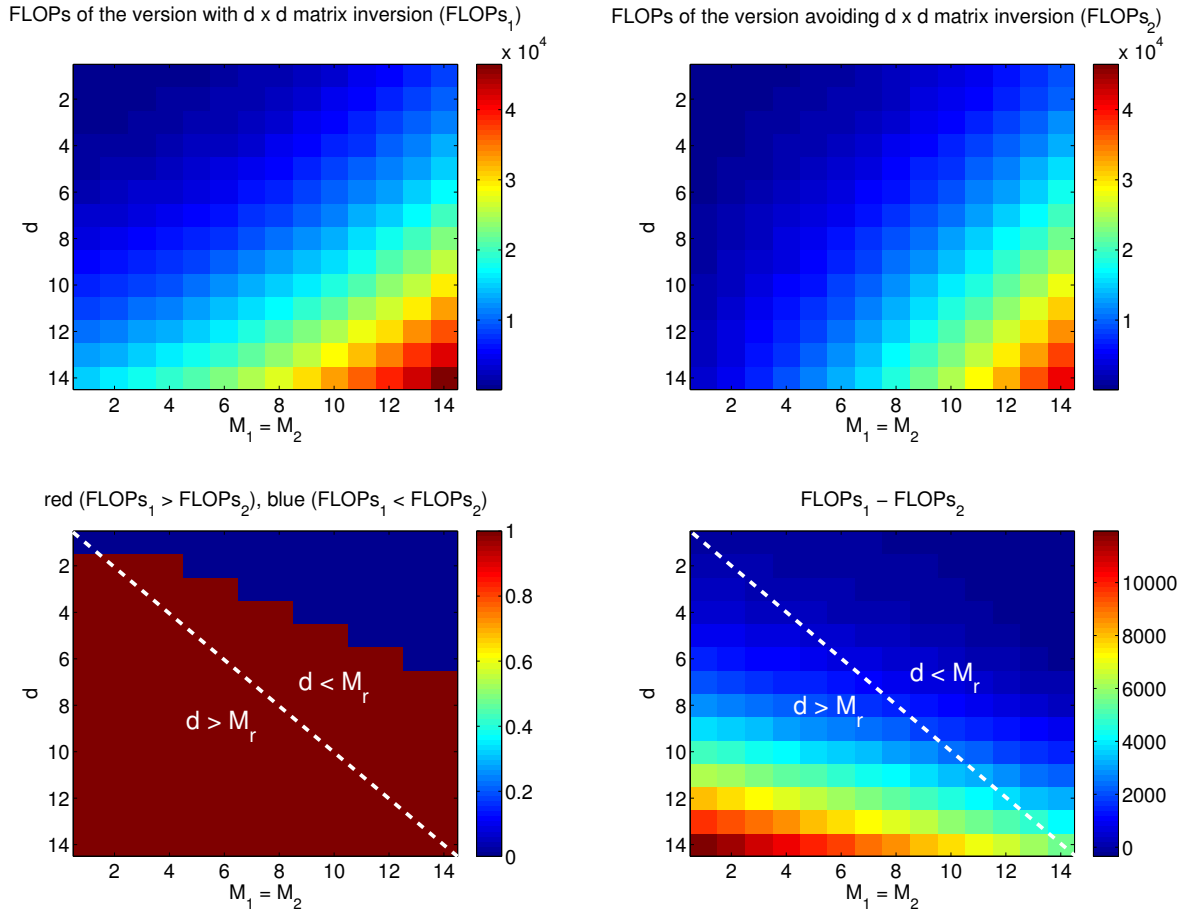 FLOPs of the version with d x d matrix inversion (FLOPs₁)
x 10⁴
2
4
6
8
10
12
14
d
2 4 6 8 10 12 14
M₁ = M₂
4
3
2
1
FLOPs of the version avoiding d x d matrix inversion (FLOPs₂)
x 10⁴
2
4
6
8
10
12
14
d
2 4 6 8 10 12 14
M₁ = M₂
4
3
2
1
red (FLOPs₁ > FLOPs₂), blue (FLOPs₁ < FLOPs₂)
2
4
6
8
10
12
14
d
d < Mᵣ
d > Mᵣ
2 4 6 8 10 12 14
M₁ = M₂
1
0.8
0.6
0.4
0.2
0
FLOPs₁ − FLOPs₂
2
4
6
8
10
12
14
d
d < Mᵣ
d > Mᵣ
2 4 6 8 10 12 14
M₁ = M₂
10000
8000
6000
4000
2000
0